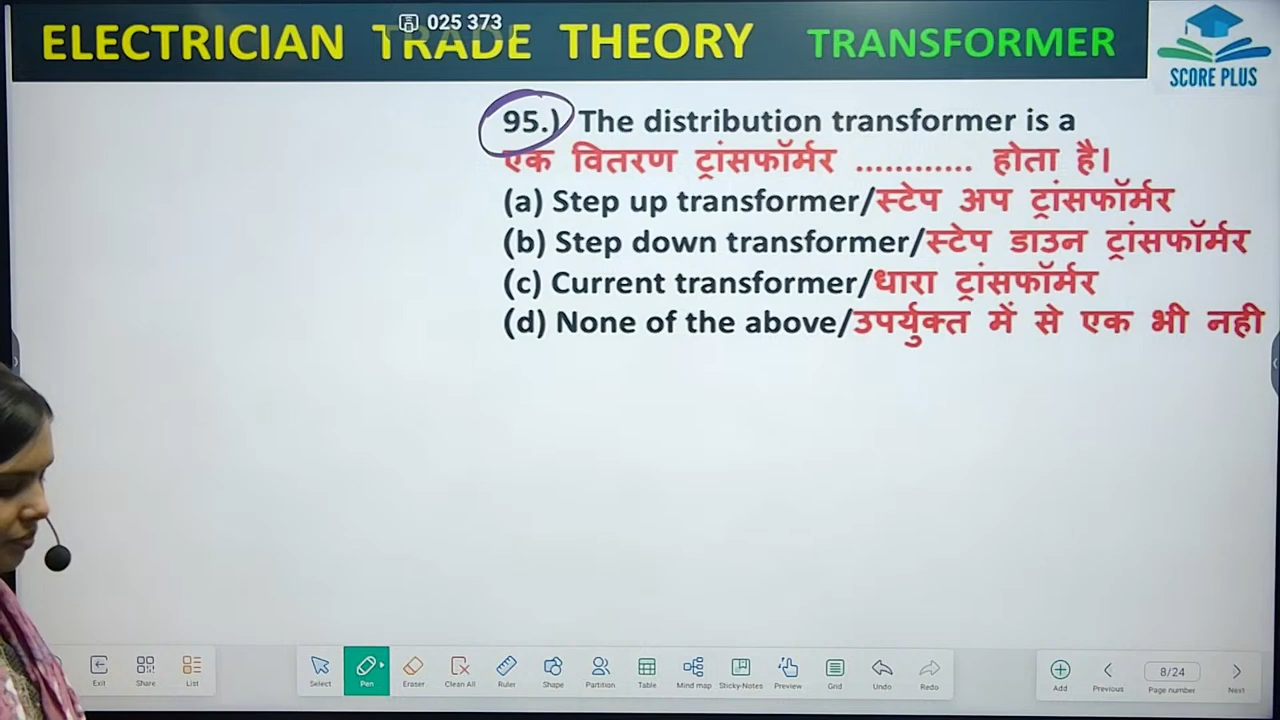 025 373
ELECTRICIAN TRADE THEORY TRANSFORMER
SCORE PLUS
95.) The distribution transformer is a
एक वितरण ट्रांसफॉर्मर ............ होता है।
(a) Step up transformer/स्टेप अप ट्रांसफॉर्मर
(b) Step down transformer/स्टेप डाउन ट्रांसफॉर्मर
(c) Current transformer/धारा ट्रांसफॉर्मर
(d) None of the above/उपर्युक्त में से एक भी नही
Exit Share List Select Pen Eraser Clean All Ruler Shape Partition Table Mind map Sticky-Notes Preview Grid Undo Redo Add Previous 8/24 Page number Next